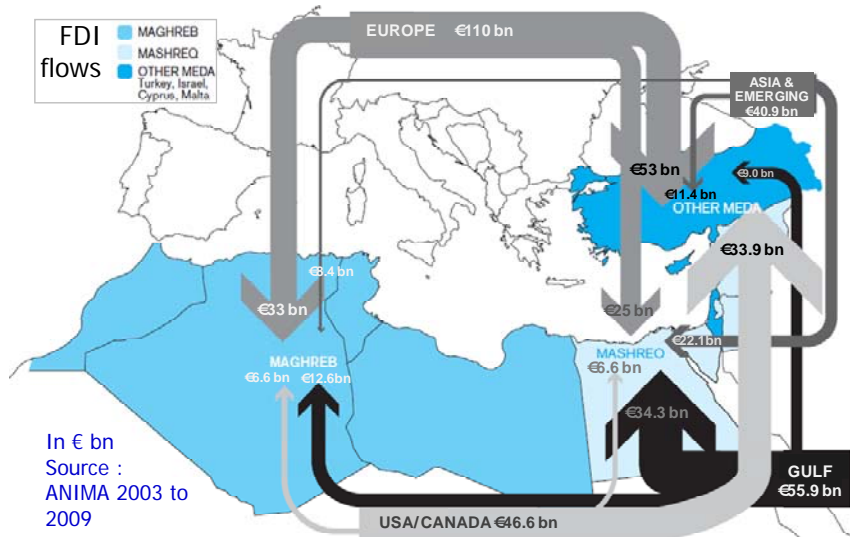 FDI
flows
MAGHREB
MASHREQ
OTHER MEDA
Turkey, Israel,
Cyprus, Malta
EUROPE €110 bn
ASIA &
EMERGING
€40.9 bn
€53 bn
€9.0 bn
€11.4 bn
OTHER MEDA
€33.9 bn
€8.4 bn
€33 bn
€25 bn
€22.1bn
MAGHREB
€6.6 bn €12.6bn
MASHREQ
€6.6 bn
€34.3 bn
In € bn
Source :
ANIMA 2003 to
2009
GULF
€55.9 bn
USA/CANADA €46.6 bn